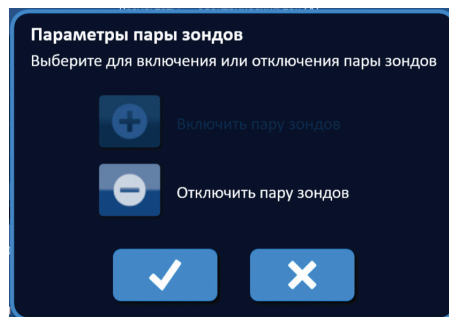 Параметры пары зондов
Выберите для включения или отключения пары зондов
Включить пару зондов
Отключить пару зондов